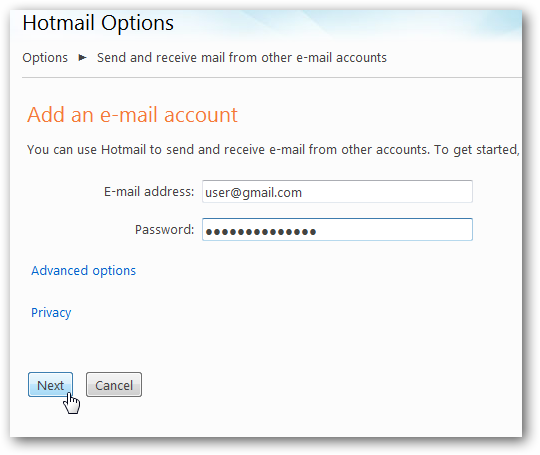 Hotmail Options
Options ► Send and receive mail from other e-mail accounts
Add an e-mail account
You can use Hotmail to send and receive e-mail from other accounts. To get started,
E-mail address: user@gmail.com
Password: ●●●●●●●●●●●●●●
Advanced options
Privacy
Next Cancel